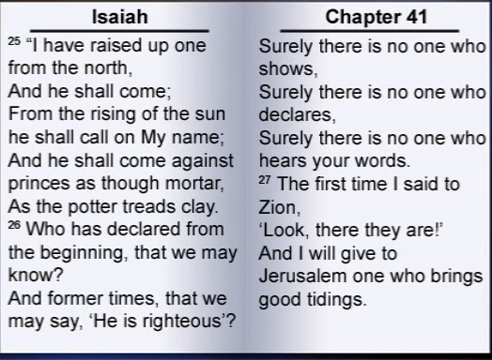 Isaiah
25 “I have raised up one
from the north,
And he shall come;
From the rising of the sun
he shall call on My name;
And he shall come against
princes as though mortar,
As the potter treads clay.
26 Who has declared from
the beginning, that we may
know?
And former times, that we
may say, ‘He is righteous’?
Chapter 41
Surely there is no one who
shows,
Surely there is no one who
declares,
Surely there is no one who
hears your words.
27 The first time I said to
Zion,
‘Look, there they are!’
And I will give to
Jerusalem one who brings
good tidings.